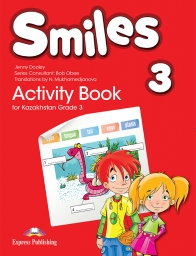 Smiles
3
Jenny Dooley
Series Consultant: Bob Obee
Translations by N. Mukhamedjanova
Activity Book
for Kazakhstan Grade 3
Express Publishing